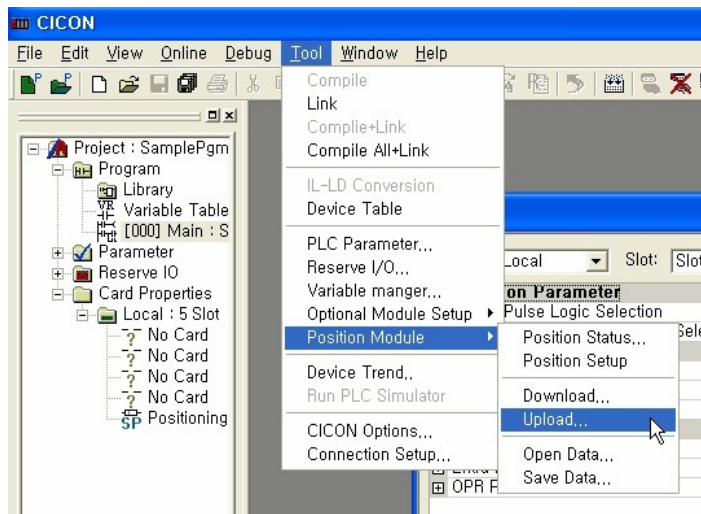 CICON
File Edit View Online Debug Tool Window Help
Project : SamplePgm
Program
Library
Variable Table
[000] Main : S
Parameter
Reserve IO
Card Properties
Local : 5 Slot
No Card
No Card
No Card
No Card
Positioning
Compile
Link
Complie+Link
Compile All+Link
IL-LD Conversion
Device Table
PLC Parameter...
Reserve I/O...
Variable manger...
Optional Module Setup
Position Module
Device Trend..
Run PLC Simulator
CICON Options...
Connection Setup...
Local Slot: Slot
on Parameter
Pulse Logic Selection
Sele
Position Status...
Position Setup
Download...
Upload...
Open Data...
Save Data...
OPR F